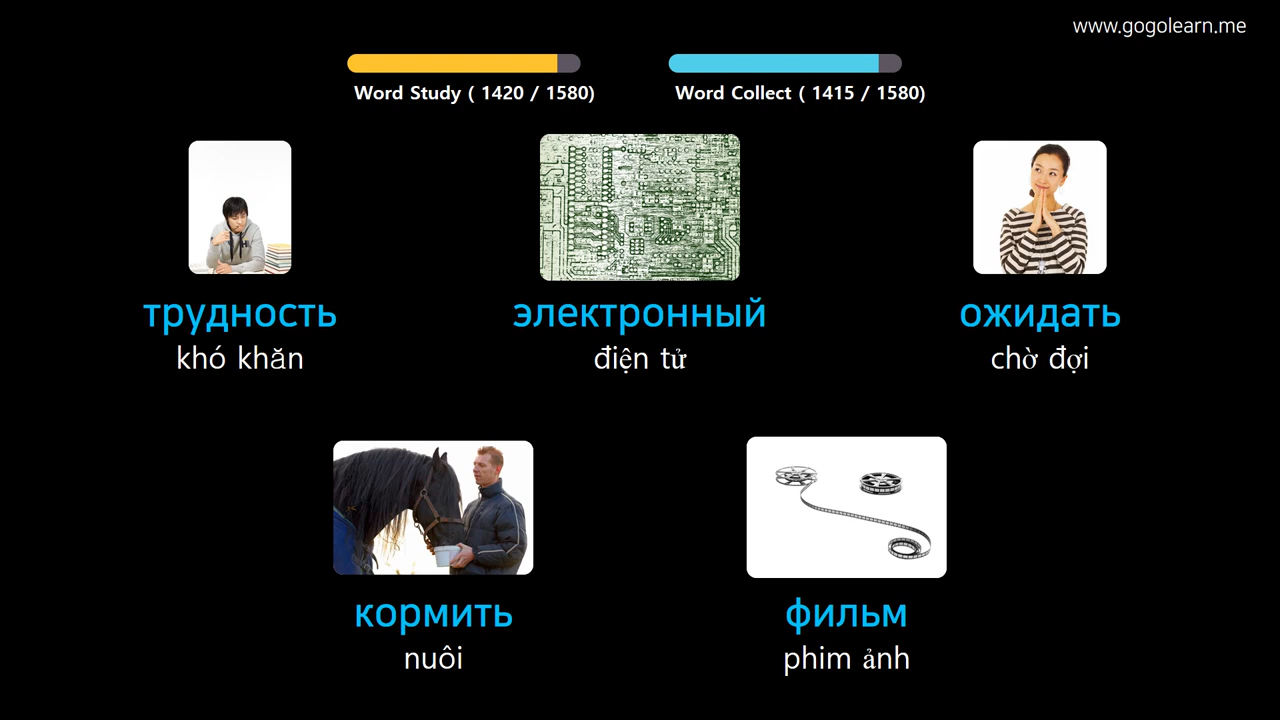 www.gogolearn.me
Word Study ( 1420 / 1580)
Word Collect ( 1415 / 1580)
трудность
электронный
ожидать
khó khăn
điện tử
chờ đợi
кормить
фильм
nuôi
phim ảnh